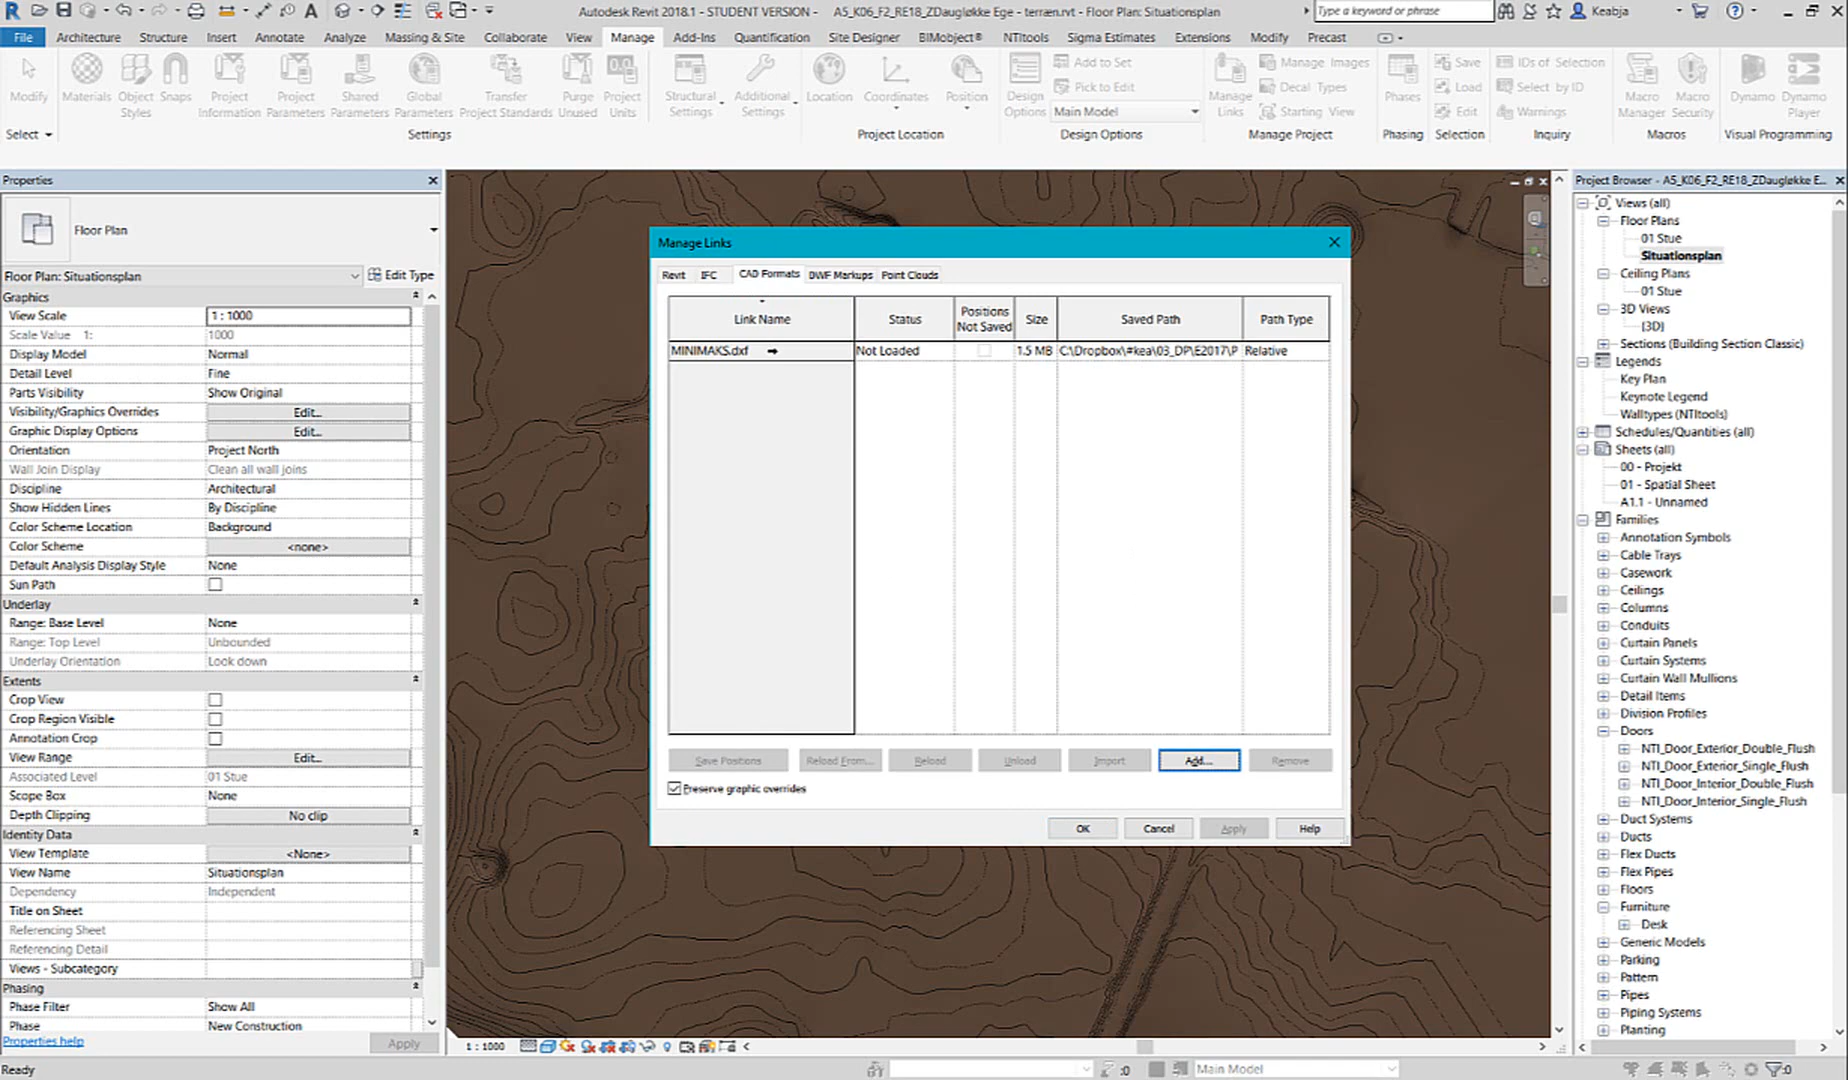 Autodesk Revit 2018.1 - STUDENT VERSION - A5_K06_F2_RE18_ZDaugløkke Ege - terræn.rvt - Floor Plan: Situationsplan
Type a keyword or phrase
Keabja
File Architecture Structure Insert Annotate Analyze Massing & Site Collaborate View Manage Add-Ins Quantification Site Designer BIMobject® NTItools Sigma Estimates Extensions Modify Precast
Modify
Materials
Object Styles
Snaps
Project Information
Project Parameters
Shared Parameters
Global Parameters
Transfer Project Standards
Purge Unused
Project Units
Structural Settings
Additional Settings
Location
Coordinates
Position
Design Options
Add to Set
Pick to Edit
Main Model
Manage Links
Manage Images
Decal Types
Starting View
Phases
Save
Load
Edit
IDs of Selection
Select by ID
Warnings
Macro Manager
Macro Security
Dynamo
Dynamo Player
Select
Settings
Project Location
Design Options
Manage Project
Phasing
Selection
Inquiry
Macros
Visual Programming
Properties
Floor Plan
Floor Plan: Situationsplan
Edit Type
Graphics
View Scale 1 : 1000
Scale Value 1: 1000
Display Model Normal
Detail Level Fine
Parts Visibility Show Original
Visibility/Graphics Overrides Edit...
Graphic Display Options Edit...
Orientation Project North
Wall Join Display Clean all wall joins
Discipline Architectural
Show Hidden Lines By Discipline
Color Scheme Location Background
Color Scheme <none>
Default Analysis Display Style None
Sun Path
Underlay
Range: Base Level None
Range: Top Level Unbounded
Underlay Orientation Look down
Extents
Crop View
Crop Region Visible
Annotation Crop
View Range Edit...
Associated Level 01 Stue
Scope Box None
Depth Clipping No clip
Identity Data
View Template <None>
View Name Situationsplan
Dependency Independent
Title on Sheet
Referencing Sheet
Referencing Detail
Views - Subcategory
Phasing
Phase Filter Show All
Phase New Construction
Properties help
Apply
Manage Links
Revit IFC CAD Formats DWF Markups Point Clouds
Link Name Status Positions Not Saved Size Saved Path Path Type
MINIMAKS.dxf Not Loaded 1.5 MB C:\Dropbox\#kea\03_DP\E2017\P Relative
Save Positions Reload From... Reload Unload Import Add... Remove
Preserve graphic overrides
OK Cancel Apply Help
Project Browser - A5_K06_F2_RE18_ZDaugløkke E...
Views (all)
Floor Plans
01 Stue
Situationsplan
Ceiling Plans
01 Stue
3D Views
{3D}
Sections (Building Section Classic)
Legends
Key Plan
Keynote Legend
Walltypes (NTItools)
Schedules/Quantities (all)
Sheets (all)
00 - Projekt
01 - Spatial Sheet
A1.1 - Unnamed
Families
Annotation Symbols
Cable Trays
Casework
Ceilings
Columns
Conduits
Curtain Panels
Curtain Systems
Curtain Wall Mullions
Detail Items
Division Profiles
Doors
NTI_Door_Exterior_Double_Flush
NTI_Door_Exterior_Single_Flush
NTI_Door_Interior_Double_Flush
NTI_Door_Interior_Single_Flush
Duct Systems
Ducts
Flex Ducts
Flex Pipes
Floors
Furniture
Desk
Generic Models
Parking
Pattern
Pipes
Piping Systems
Planting
1 : 1000
Ready
:0
Main Model
:0